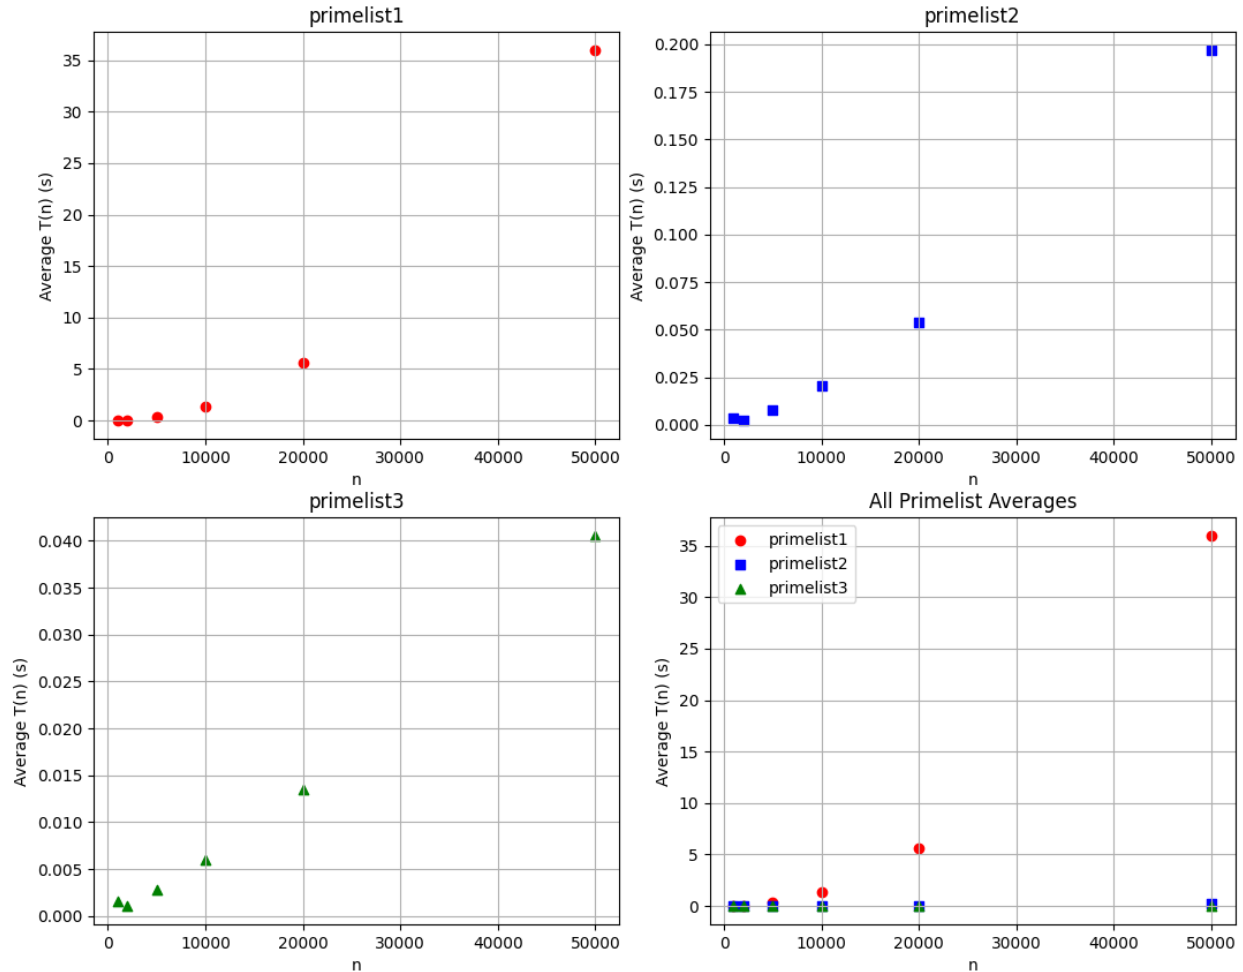 primelist1
35
30
25
20
15
10
5
0
Average T(n) (s)
0 10000 20000 30000 40000 50000
n
primelist2
0.200
0.175
0.150
0.125
0.100
0.075
0.050
0.025
0.000
Average T(n) (s)
0 10000 20000 30000 40000 50000
n
primelist3
0.040
0.035
0.030
0.025
0.020
0.015
0.010
0.005
0.000
Average T(n) (s)
0 10000 20000 30000 40000 50000
n
All Primelist Averages
primelist1
primelist2
primelist3
35
30
25
20
15
10
5
0
Average T(n) (s)
0 10000 20000 30000 40000 50000
n